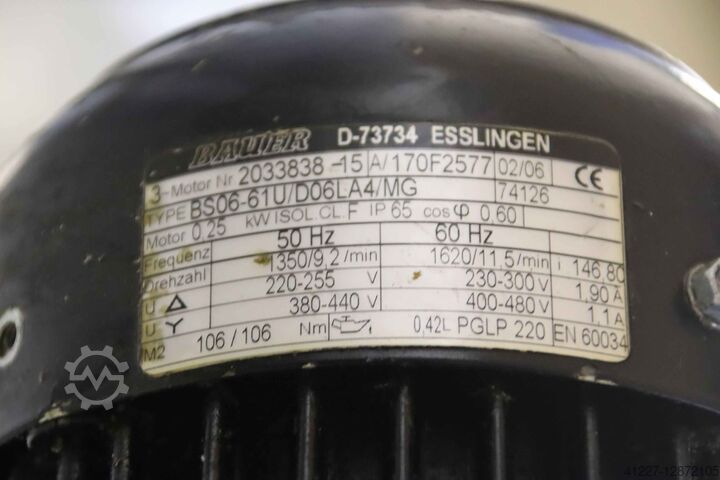 BAUER D-73734 ESSLINGEN
3~Motor Nr 2033838 -15 A/170F2577 02/06 CE
TYPE BS06-61U/D06LA4/MG 74126
Motor 0,25 kW ISOL.CL.F IP 65 cosφ 0,60
Frequenz 50 Hz 60 Hz
Drehzahl 1350/9,2/min 1620/11,5/min i 146,80
U Δ 220-255 V 230-300 V 1,90 A
U Y 380-440 V 400-480 V 1.1 A
M2 106 / 106 Nm 0,42L PGLP 220 EN 60034
41227-12872105